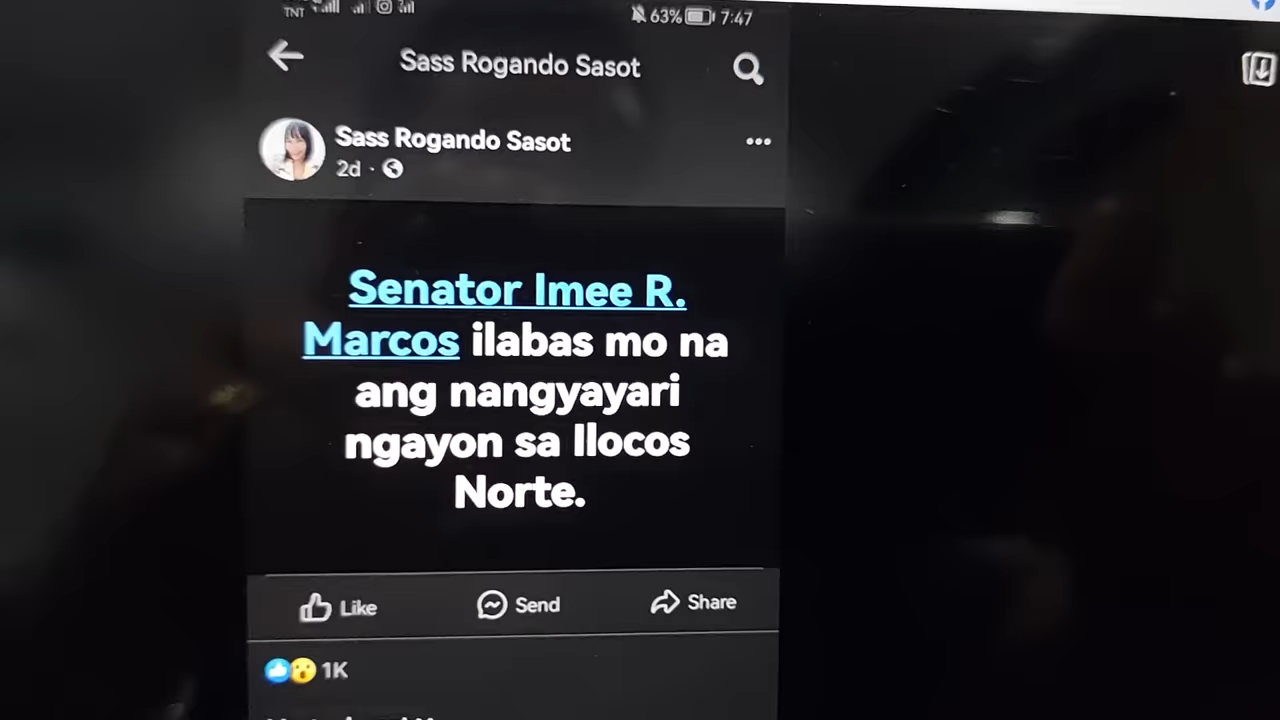 TNT 63% 7:47
Sass Rogando Sasot
Sass Rogando Sasot
2d ·
Senator Imee R.
Marcos ilabas mo na
ang nangyayari
ngayon sa Ilocos
Norte.
Like Send Share
1K